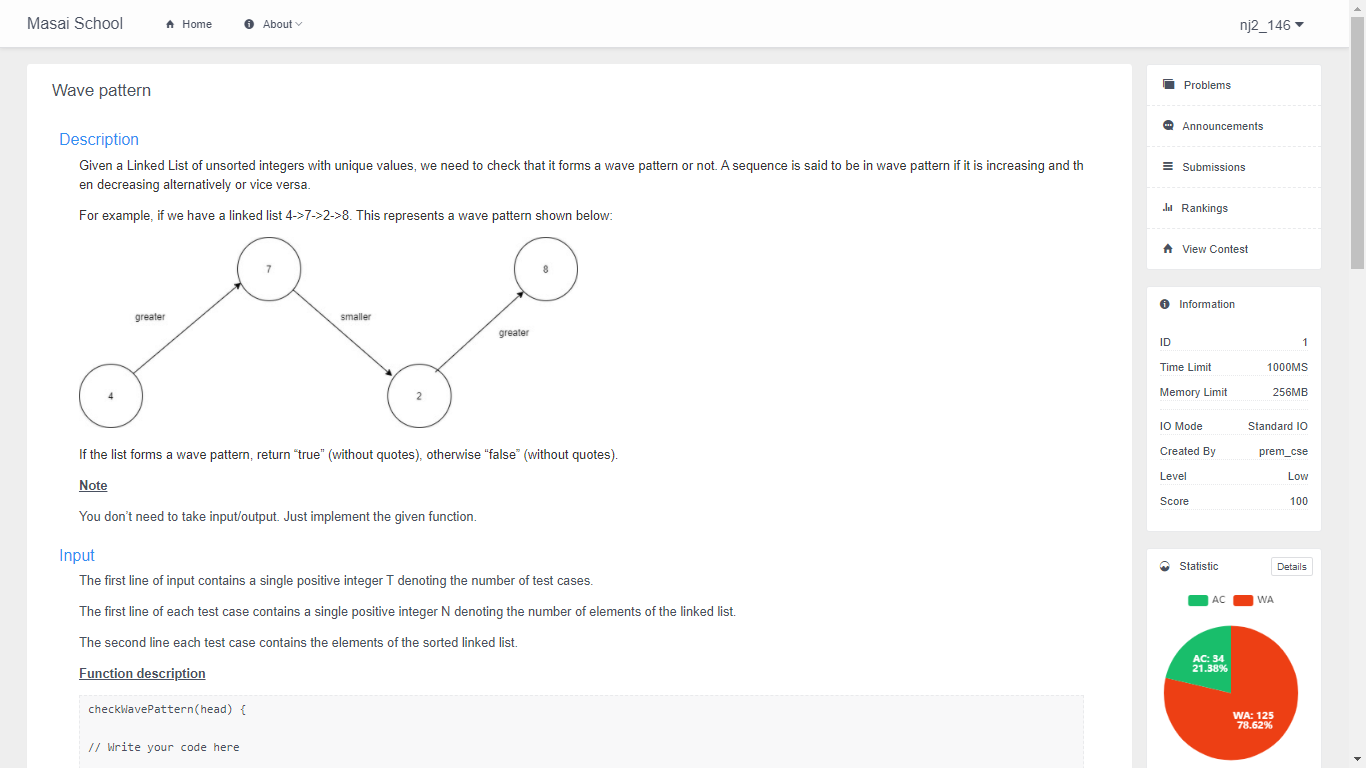 Masai School
Home
About
nj2_146
Wave pattern
Description
Given a Linked List of unsorted integers with unique values, we need to check that it forms a wave pattern or not. A sequence is said to be in wave pattern if it is increasing and th
en decreasing alternatively or vice versa.
For example, if we have a linked list 4->7->2->8. This represents a wave pattern shown below:
7
8
greater
smaller
greater
4
2
If the list forms a wave pattern, return “true” (without quotes), otherwise “false” (without quotes).
Note
You don’t need to take input/output. Just implement the given function.
Input
The first line of input contains a single positive integer T denoting the number of test cases.
The first line of each test case contains a single positive integer N denoting the number of elements of the linked list.
The second line each test case contains the elements of the sorted linked list.
Function description
checkWavePattern(head) {
// Write your code here
Problems
Announcements
Submissions
Rankings
View Contest
Information
ID 1
Time Limit 1000MS
Memory Limit 256MB
IO Mode Standard IO
Created By prem_cse
Level Low
Score 100
Statistic Details
AC WA
AC: 34
21.38%
WA: 125
78.62%